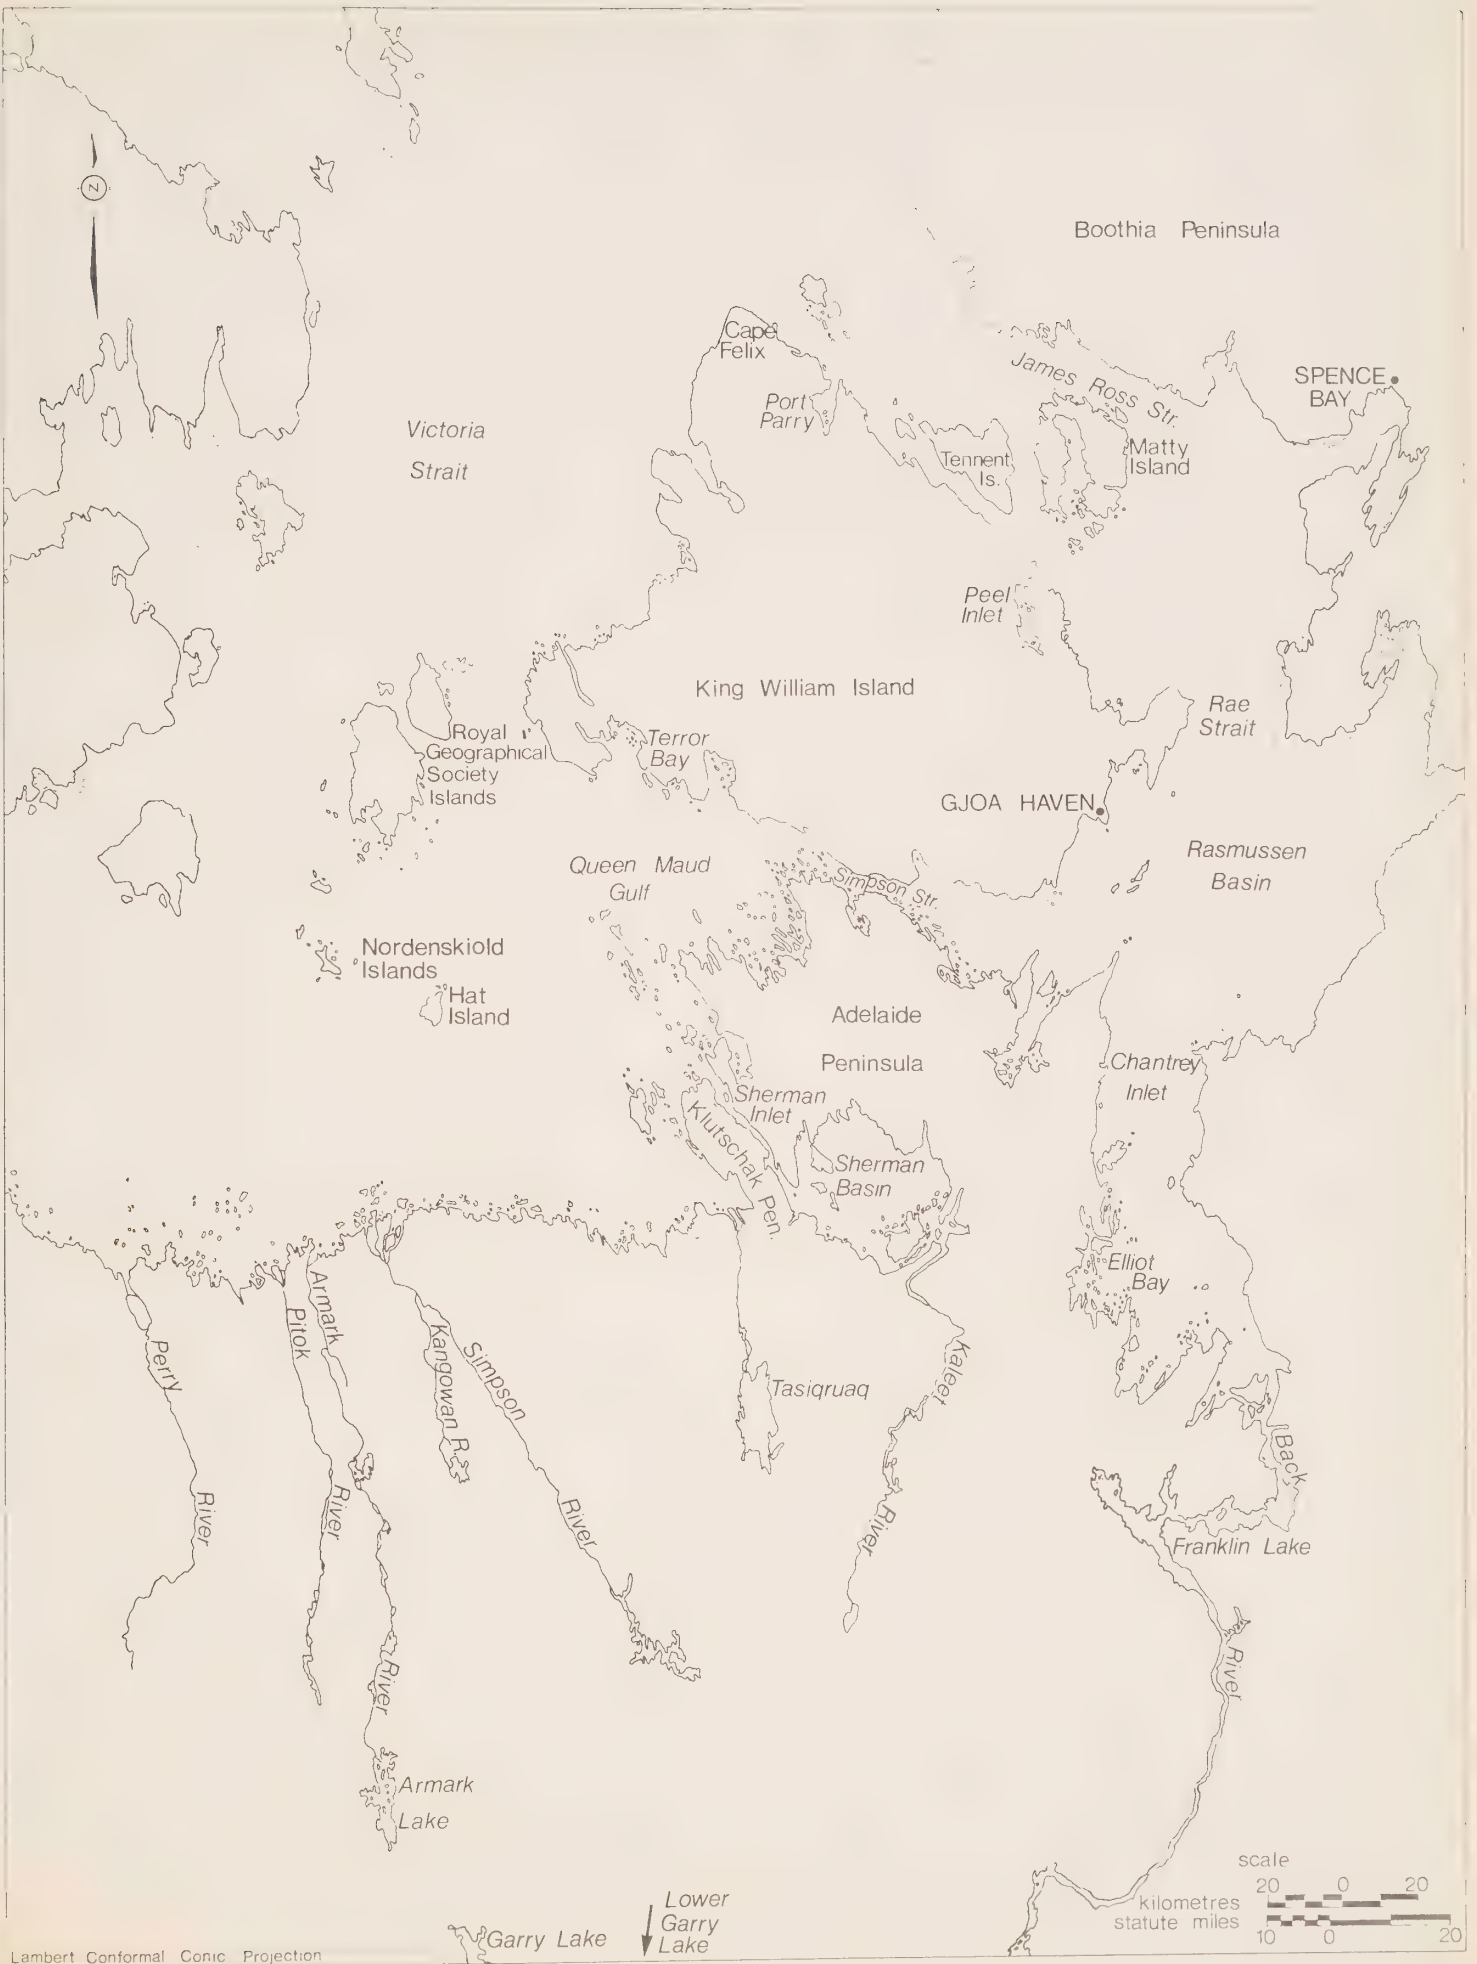 N
Boothia Peninsula
Cape
Felix
James Ross Str.
SPENCE
BAY
Port
Parry
Victoria
Strait
Tennent
Is.
Matty
Island
Peel
Inlet
King William Island
Rae
Strait
Royal
Geographical
Society
Islands
Terror
Bay
GJOA HAVEN
Queen Maud
Gulf
Simpson Str.
Rasmussen
Basin
Nordenskiold
Islands
Hat
Island
Adelaide
Peninsula
Chantrey
Inlet
Sherman
Inlet
Klutschak Pen.
Sherman
Basin
Elliot
Bay
Perry
River
Pitok
River
Armark
River
Kangowan R.
Simpson
River
Tasiqruaq
Kaleet
River
Back
River
Franklin Lake
Armark
Lake
Garry Lake
Lower
Garry
Lake
scale
20 0 20
kilometres
statute miles
10 0 20
Lambert Conformal Conic Projection